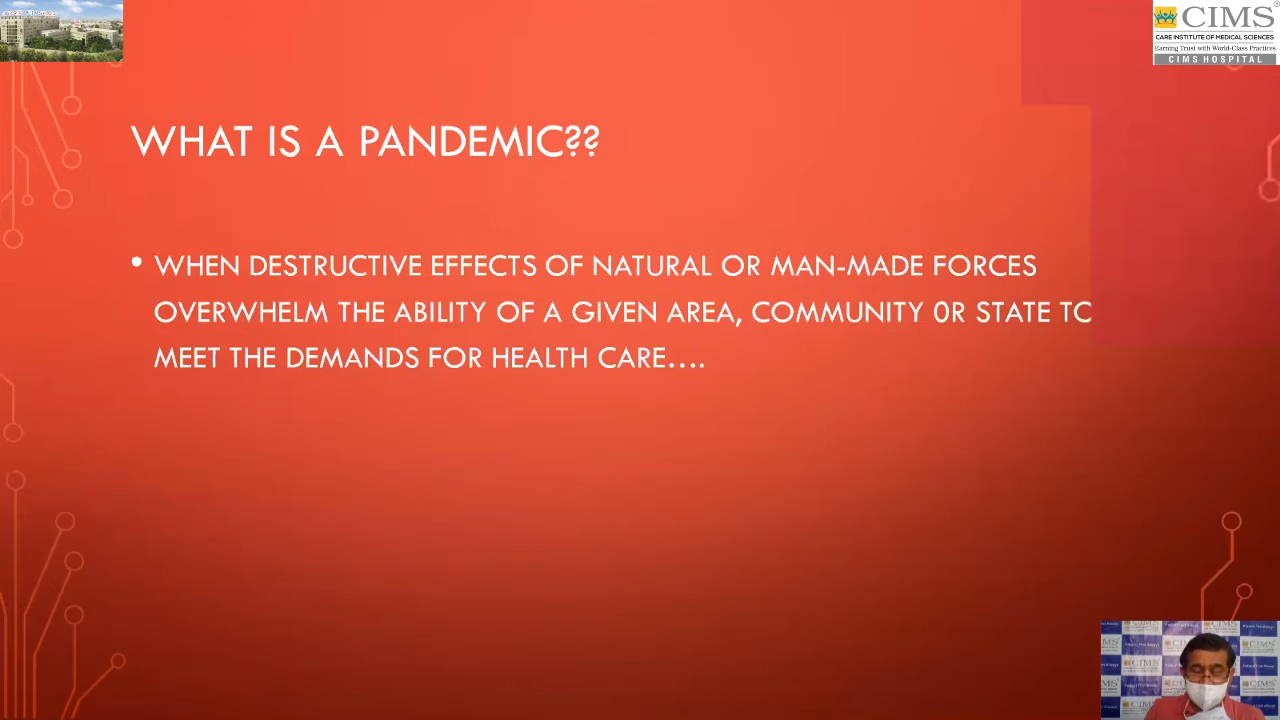 CIMS®
CARE INSTITUTE OF MEDICAL SCIENCES
Earning Trust with World-Class Practices
CIMS HOSPITAL
WHAT IS A PANDEMIC??
• WHEN DESTRUCTIVE EFFECTS OF NATURAL OR MAN-MADE FORCES
OVERWHELM THE ABILITY OF A GIVEN AREA, COMMUNITY 0R STATE TC
MEET THE DEMANDS FOR HEALTH CARE....
CIMS